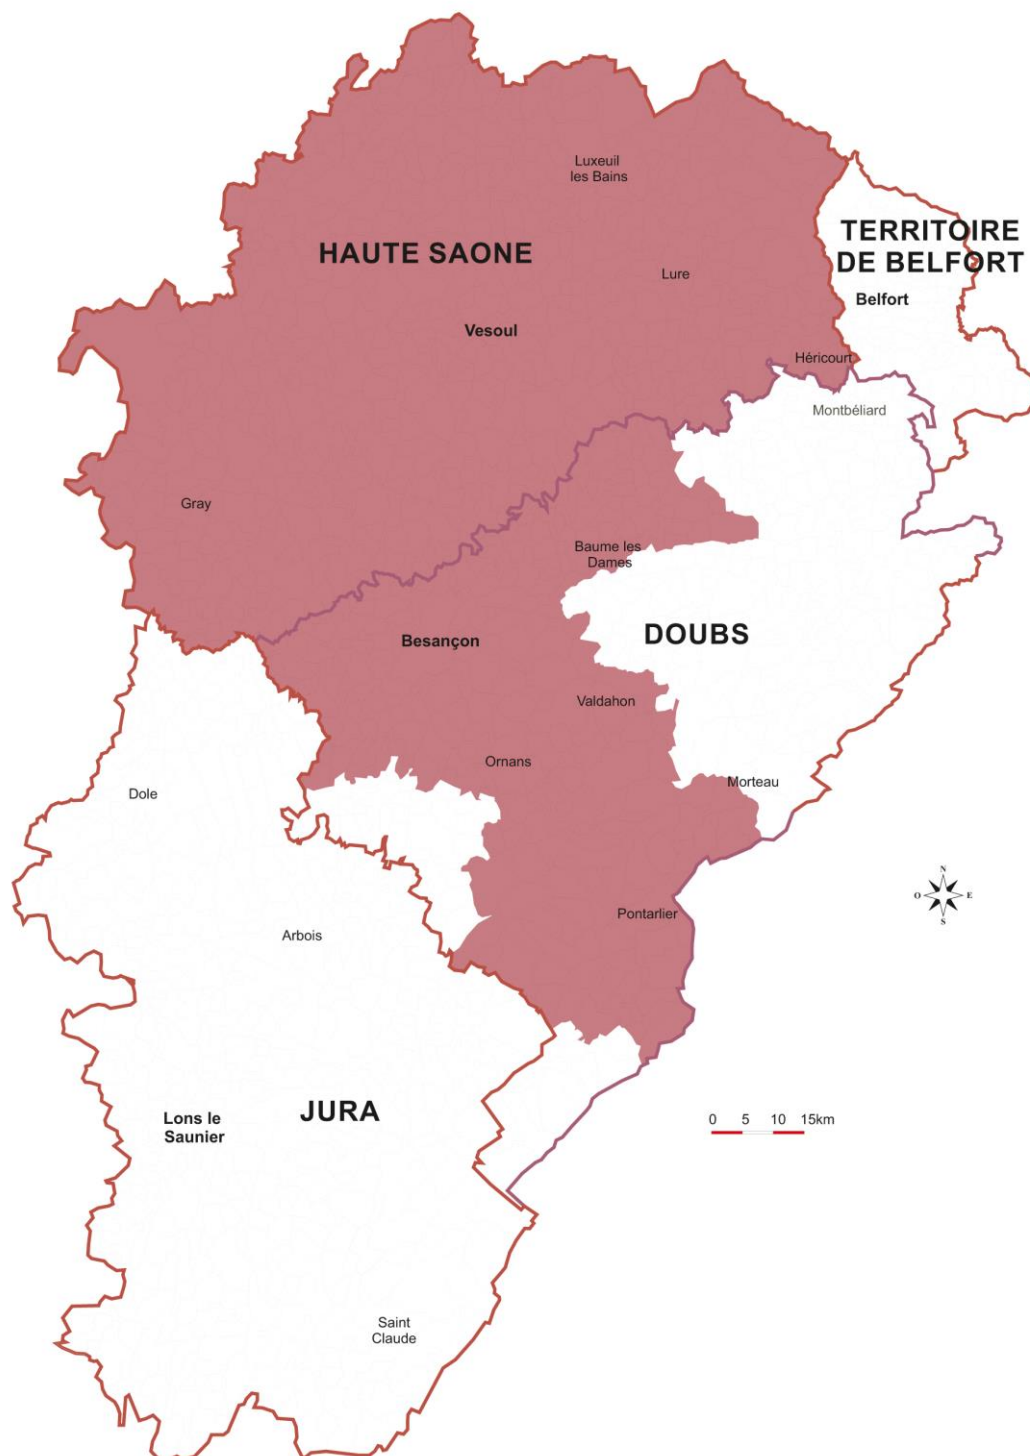 Luxeuil
les Bains
TERRITOIRE
DE BELFORT
HAUTE SAONE
Lure
Belfort
Vesoul
Héricourt
Montbéliard
Gray
Baume les
Dames
Besançon
DOUBS
Valdahon
Ornans
Morteau
Dole
N
O E
S
Pontarlier
Arbois
Lons le
Saunier
JURA
0 5 10 15km
Saint
Claude